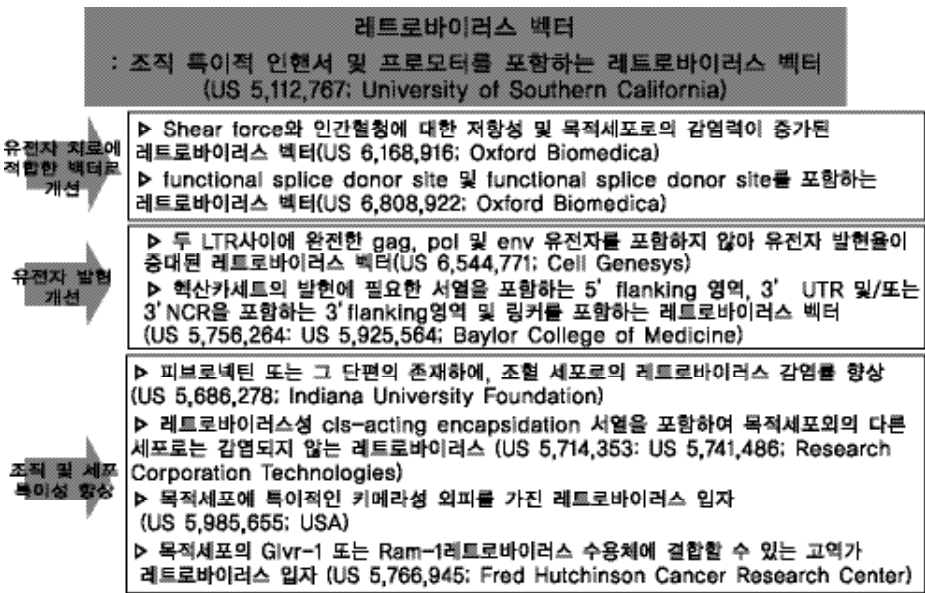 레트로바이러스 벡터
: 조직 특이적 인핸서 및 프로모터를 포함하는 레트로바이러스 벡터
(US 5,112,767; University of Southern California)
유전자 치료에
적합한 벡터로
개선
▷ Shear force와 인간혈청에 대한 저항성 및 목적세포로의 감염력이 증가된
레트로바이러스 벡터(US 6,168,916; Oxford Biomedica)
▷ functional splice donor site 및 functional splice donor site를 포함하는
레트로바이러스 벡터(US 6,808,922; Oxford Biomedica)
유전자 발현
개선
▷ 두 LTR사이에 완전한 gag, pol 및 env 유전자를 포함하지 않아 유전자 발현율이
증대된 레트로바이러스 벡터(US 6,544,771; Cell Genesys)
▷ 핵산카세트의 발현에 필요한 서열을 포함하는 5' flanking 영역, 3' UTR 및/또는
3'NCR을 포함하는 3'flanking영역 및 링커를 포함하는 레트로바이러스 벡터
(US 5,756,264: US 5,925,564; Baylor College of Medicine)
조직 및 세포
특이성 향상
▷ 피브로넥틴 또는 그 단편의 존재하에, 조혈 세포로의 레트로바이러스 감염률 향상
(US 5,686,278; Indiana University Foundation)
▷ 레트로바이러스성 cis-acting encapsidation 서열을 포함하여 목적세포외의 다른
세포로는 감염되지 않는 레트로바이러스 (US 5,714,353: US 5,741,486; Research
Corporation Technologies)
▷ 목적세포에 특이적인 키메라성 외피를 가진 레트로바이러스 입자
(US 5,985,655; USA)
▷ 목적세포의 Glvr-1 또는 Ram-1레트로바이러스 수용체에 결합할 수 있는 고역가
레트로바이러스 입자 (US 5,766,945; Fred Hutchinson Cancer Research Center)